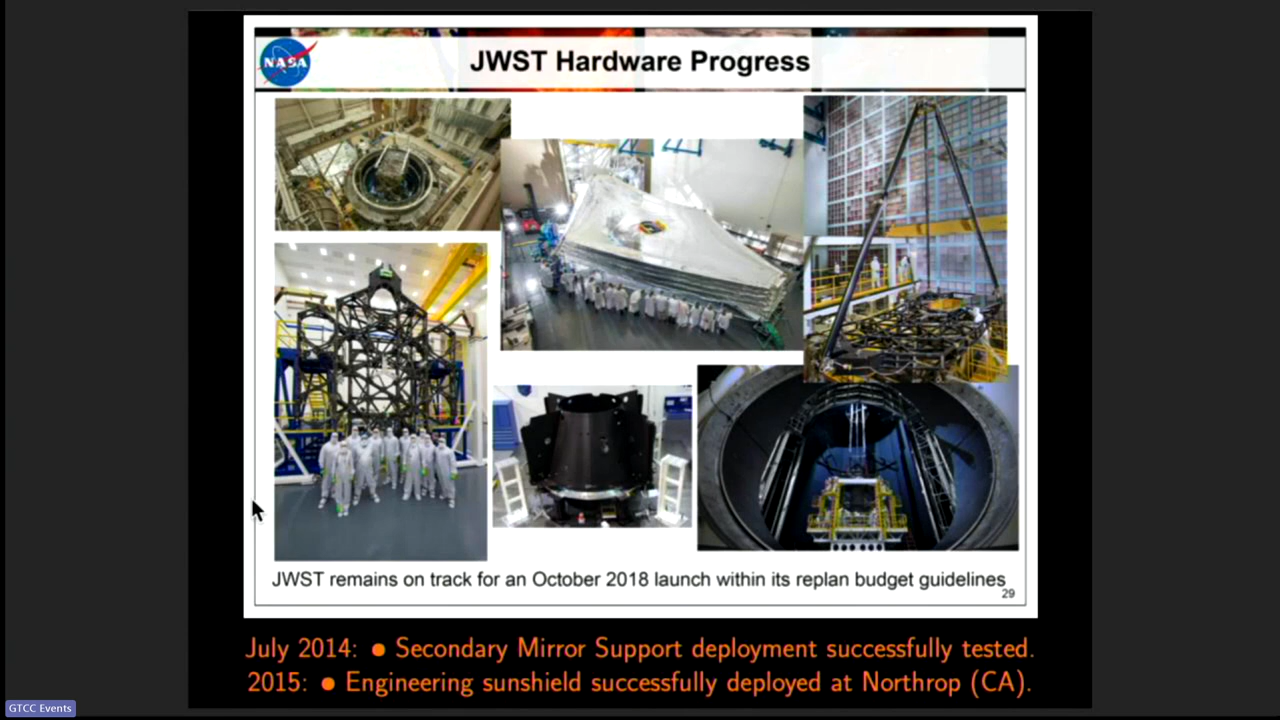 NASA
JWST Hardware Progress
JWST remains on track for an October 2018 launch within its replan budget guidelines
29
July 2014: ● Secondary Mirror Support deployment successfully tested.
2015: ● Engineering sunshield successfully deployed at Northrop (CA).
GTCC Events